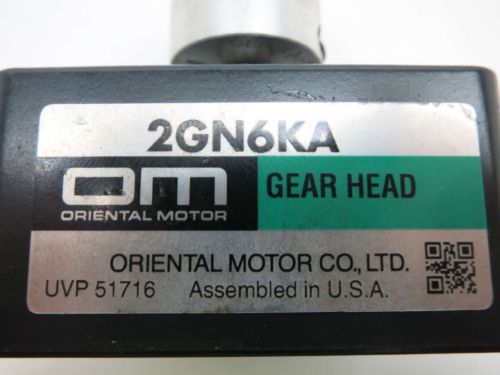 2GN6KA
OM GEAR HEAD
ORIENTAL MOTOR
ORIENTAL MOTOR CO., LTD.
UVP 51716 Assembled in U.S.A.